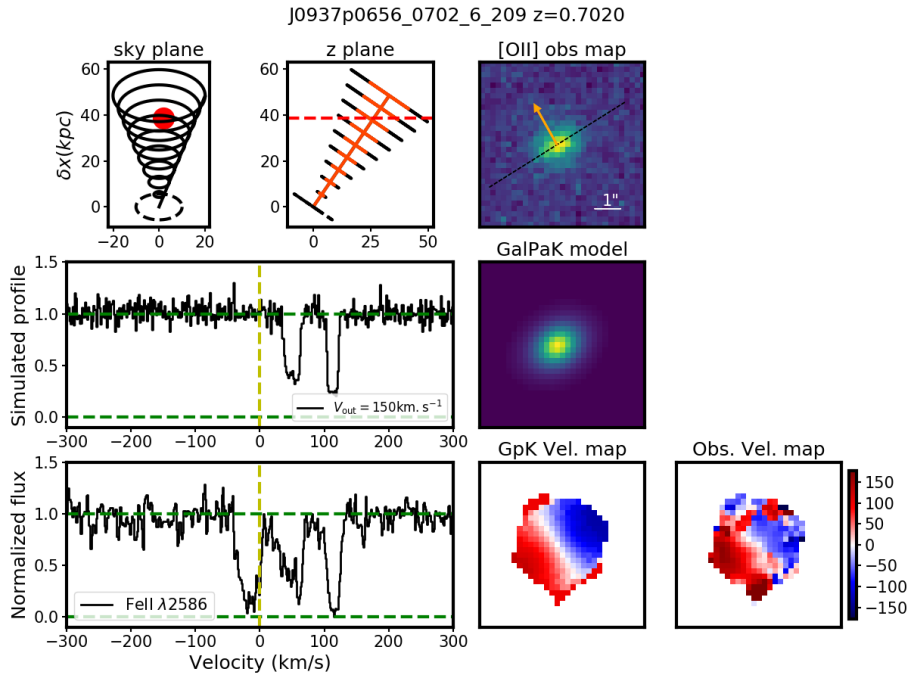 J0937p0656_0702_6_209 z=0.7020
sky plane
z plane
[OII] obs map
δx(kpc)
60
40
20
0
−20 0 20
60
40
20
0
0 25 50
1"
GalPaK model
Simulated profile
1.5
1.0
0.5
0.0
V_out = 150km.s⁻¹
−300 −200 −100 0 100 200 300
GpK Vel. map
Obs. Vel. map
Normalized flux
1.5
1.0
0.5
0.0
FeII λ2586
−300 −200 −100 0 100 200 300
Velocity (km/s)
150
100
50
0
−50
−100
−150